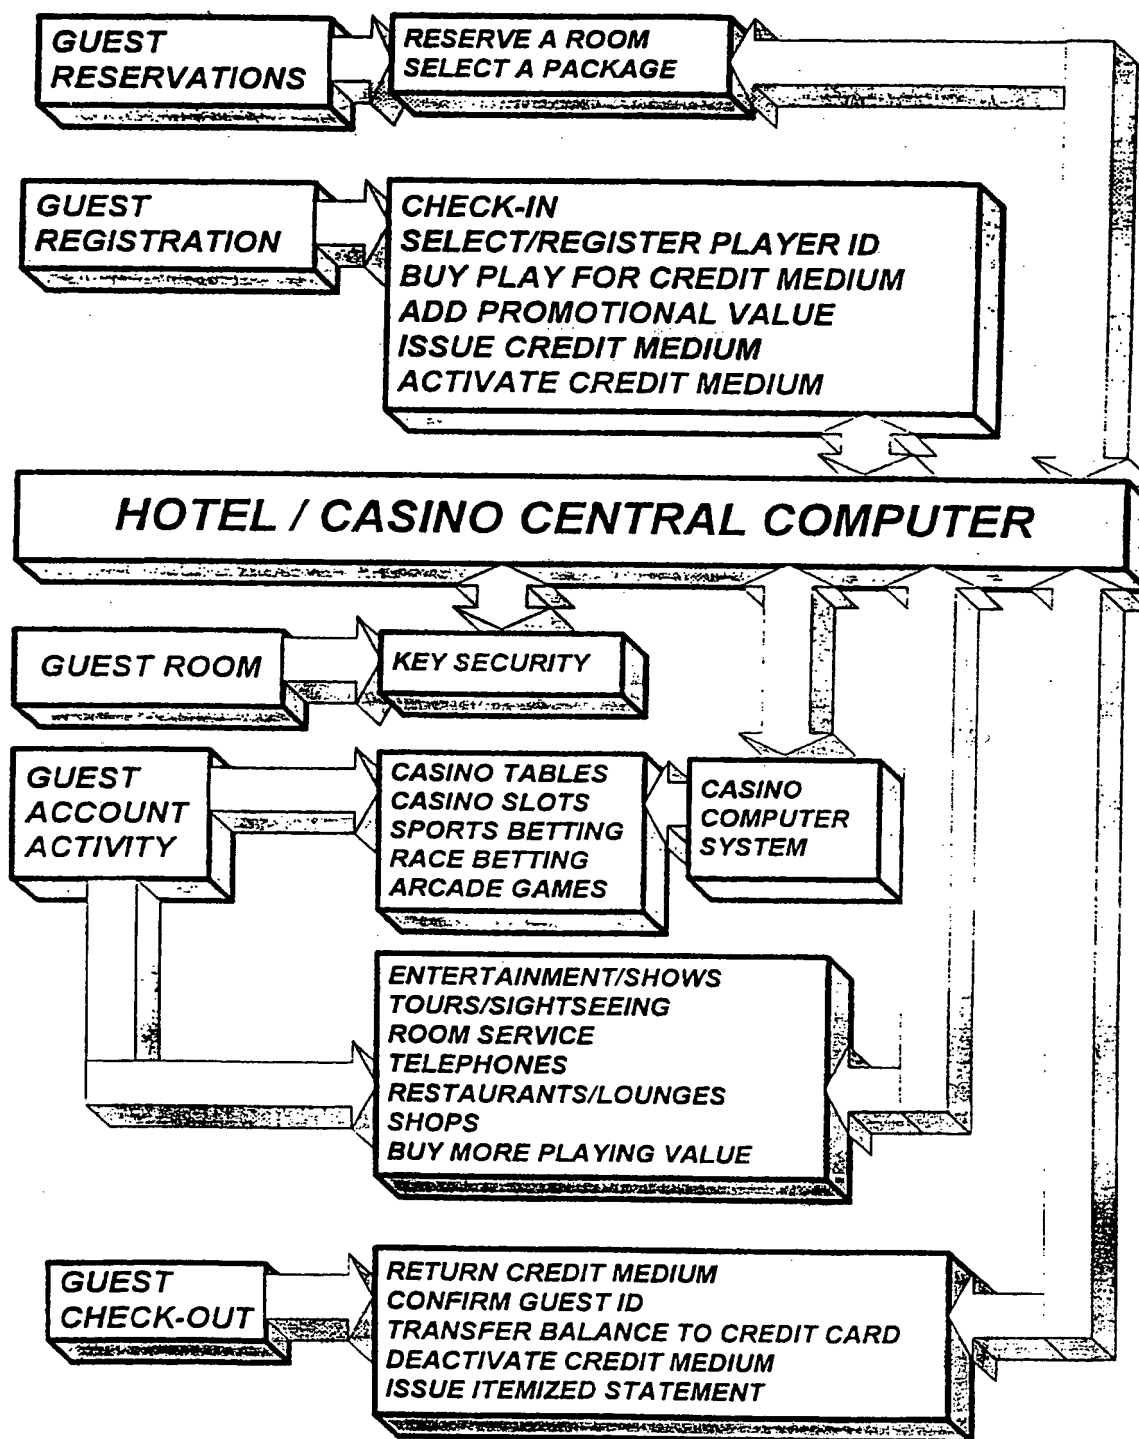 GUEST
RESERVATIONS
RESERVE A ROOM
SELECT A PACKAGE
GUEST
REGISTRATION
CHECK-IN
SELECT/REGISTER PLAYER ID
BUY PLAY FOR CREDIT MEDIUM
ADD PROMOTIONAL VALUE
ISSUE CREDIT MEDIUM
ACTIVATE CREDIT MEDIUM
HOTEL / CASINO CENTRAL COMPUTER
GUEST ROOM
KEY SECURITY
GUEST
ACCOUNT
ACTIVITY
CASINO TABLES
CASINO SLOTS
SPORTS BETTING
RACE BETTING
ARCADE GAMES
CASINO
COMPUTER
SYSTEM
ENTERTAINMENT/SHOWS
TOURS/SIGHTSEEING
ROOM SERVICE
TELEPHONES
RESTAURANTS/LOUNGES
SHOPS
BUY MORE PLAYING VALUE
GUEST
CHECK-OUT
RETURN CREDIT MEDIUM
CONFIRM GUEST ID
TRANSFER BALANCE TO CREDIT CARD
DEACTIVATE CREDIT MEDIUM
ISSUE ITEMIZED STATEMENT